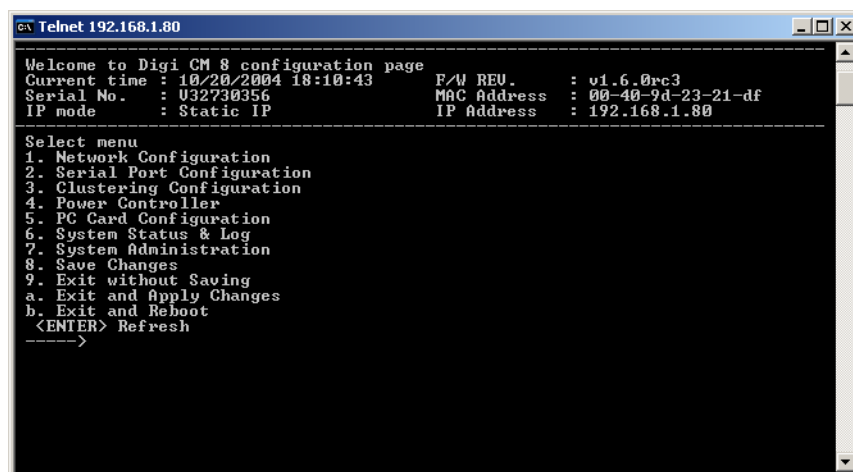 Telnet 192.168.1.80
Welcome to Digi CM 8 configuration page
Current time : 10/20/2004 18:10:43 F/W REV. : v1.6.0rc3
Serial No. : V32730356 MAC Address : 00-40-9d-23-21-df
IP mode : Static IP IP Address : 192.168.1.80
Select menu
1. Network Configuration
2. Serial Port Configuration
3. Clustering Configuration
4. Power Controller
5. PC Card Configuration
6. System Status & Log
7. System Administration
8. Save Changes
9. Exit without Saving
a. Exit and Apply Changes
b. Exit and Reboot
<ENTER> Refresh
----->